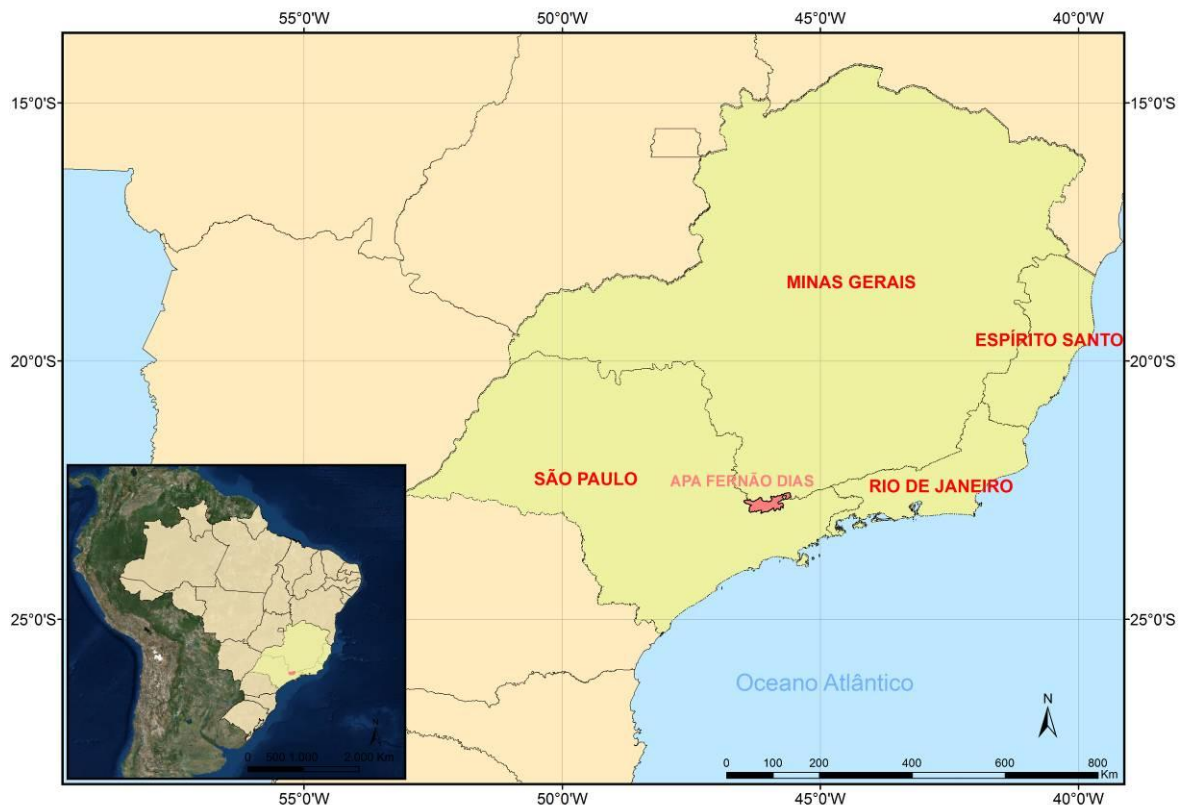 55°0'W 50°0'W 45°0'W 40°0'W
15°0'S 15°0'S
MINAS GERAIS
ESPÍRITO SANTO
20°0'S 20°0'S
SÃO PAULO
APA FERNÃO DIAS
RIO DE JANEIRO
25°0'S 25°0'S
Oceano Atlântico
N
N
0 500 1.000 2.000 Km
0 100 200 400 600 800
Km
55°0'W 50°0'W 45°0'W 40°0'W